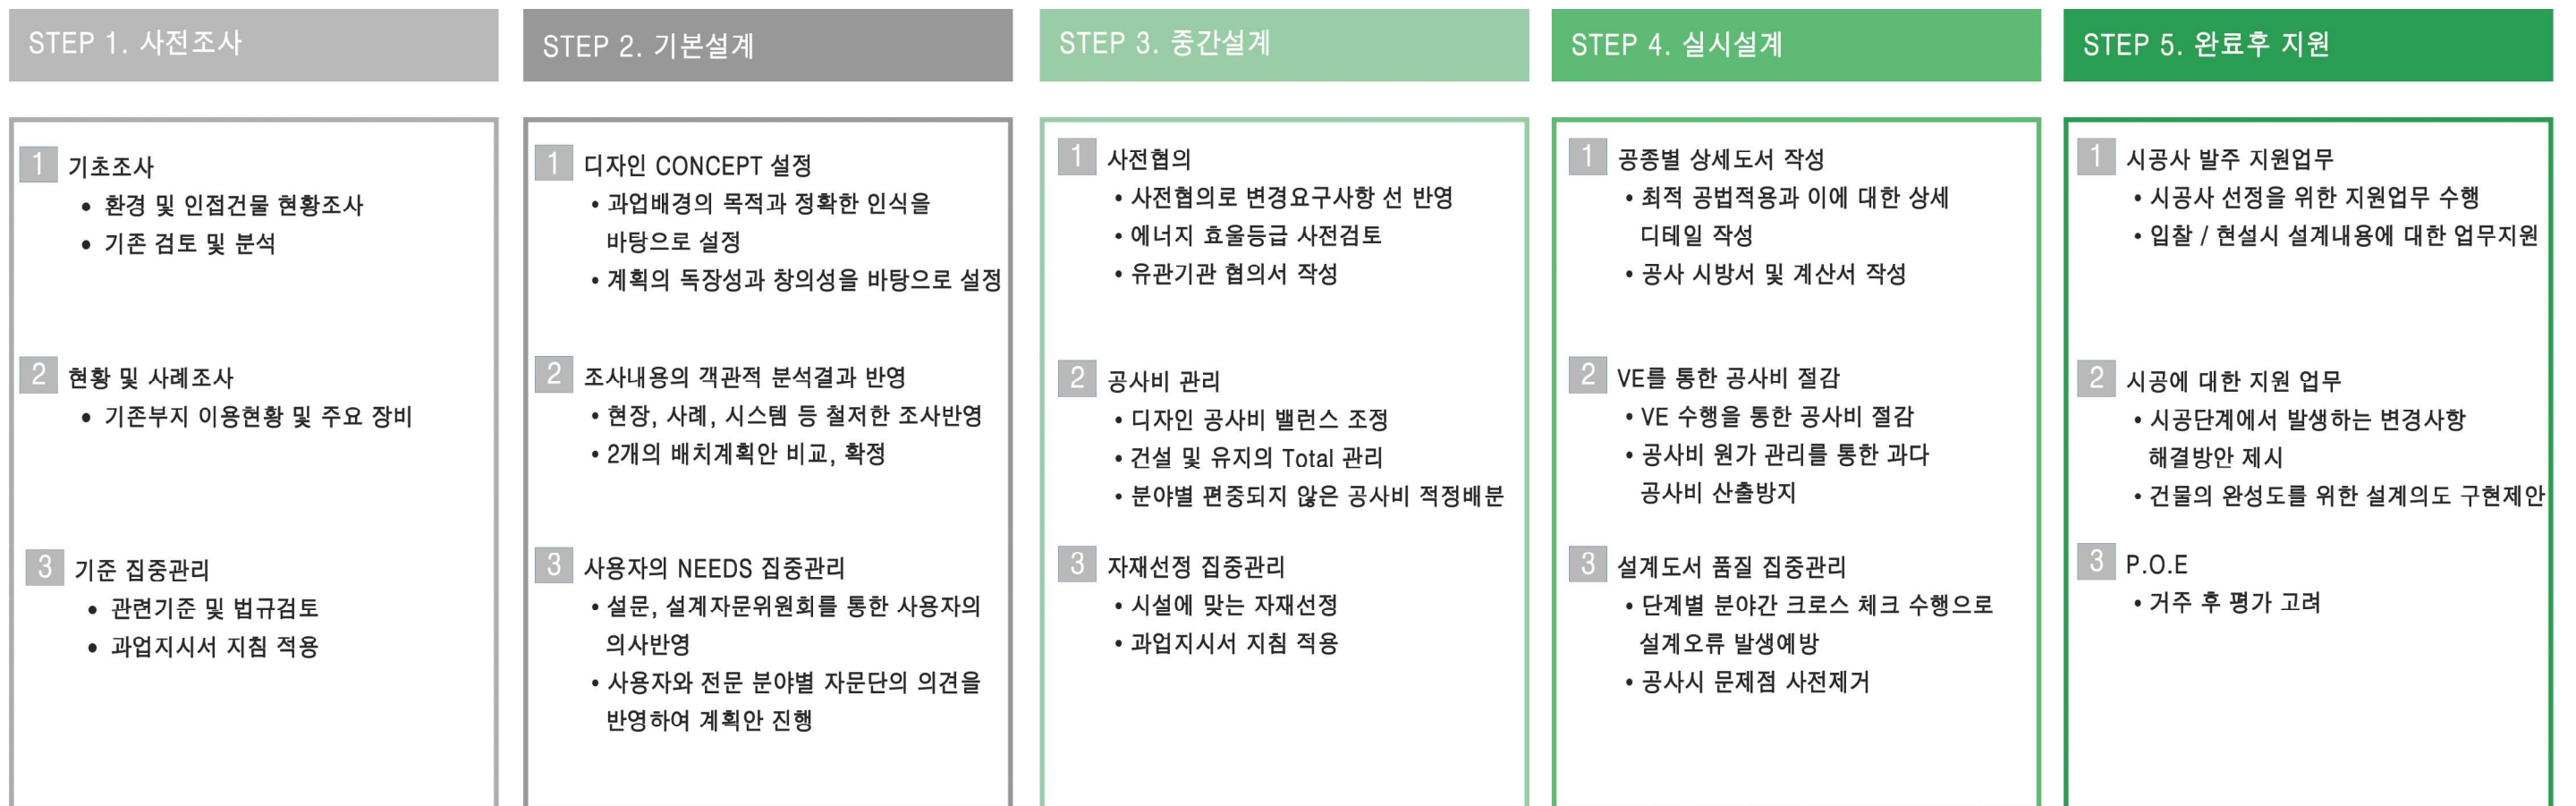 STEP 1. 사전조사
1 기초조사
• 환경 및 인접건물 현황조사
• 기존 검토 및 분석
2 현황 및 사례조사
• 기존부지 이용현황 및 주요 장비
3 기준 집중관리
• 관련기준 및 법규검토
• 과업지시서 지침 적용
STEP 2. 기본설계
1 디자인 CONCEPT 설정
• 과업배경의 목적과 정확한 인식을
바탕으로 설정
• 계획의 독장성과 창의성을 바탕으로 설정
2 조사내용의 객관적 분석결과 반영
• 현장, 사례, 시스템 등 철저한 조사반영
• 2개의 배치계획안 비교, 확정
3 사용자의 NEEDS 집중관리
• 설문, 설계자문위원회를 통한 사용자의
의사반영
• 사용자와 전문 분야별 자문단의 의견을
반영하여 계획안 진행
STEP 3. 중간설계
1 사전협의
• 사전협의로 변경요구사항 선 반영
• 에너지 효울등급 사전검토
• 유관기관 협의서 작성
2 공사비 관리
• 디자인 공사비 밸런스 조정
• 건설 및 유지의 Total 관리
• 분야별 편중되지 않은 공사비 적정배분
3 자재선정 집중관리
• 시설에 맞는 자재선정
• 과업지시서 지침 적용
STEP 4. 실시설계
1 공종별 상세도서 작성
• 최적 공법적용과 이에 대한 상세
디테일 작성
• 공사 시방서 및 계산서 작성
2 VE를 통한 공사비 절감
• VE 수행을 통한 공사비 절감
• 공사비 원가 관리를 통한 과다
공사비 산출방지
3 설계도서 품질 집중관리
• 단계별 분야간 크로스 체크 수행으로
설계오류 발생예방
• 공사시 문제점 사전제거
STEP 5. 완료후 지원
1 시공사 발주 지원업무
• 시공사 선정을 위한 지원업무 수행
• 입찰 / 현설시 설계내용에 대한 업무지원
2 시공에 대한 지원 업무
• 시공단계에서 발생하는 변경사항
해결방안 제시
• 건물의 완성도를 위한 설계의도 구현제안
3 P.O.E
• 거주 후 평가 고려